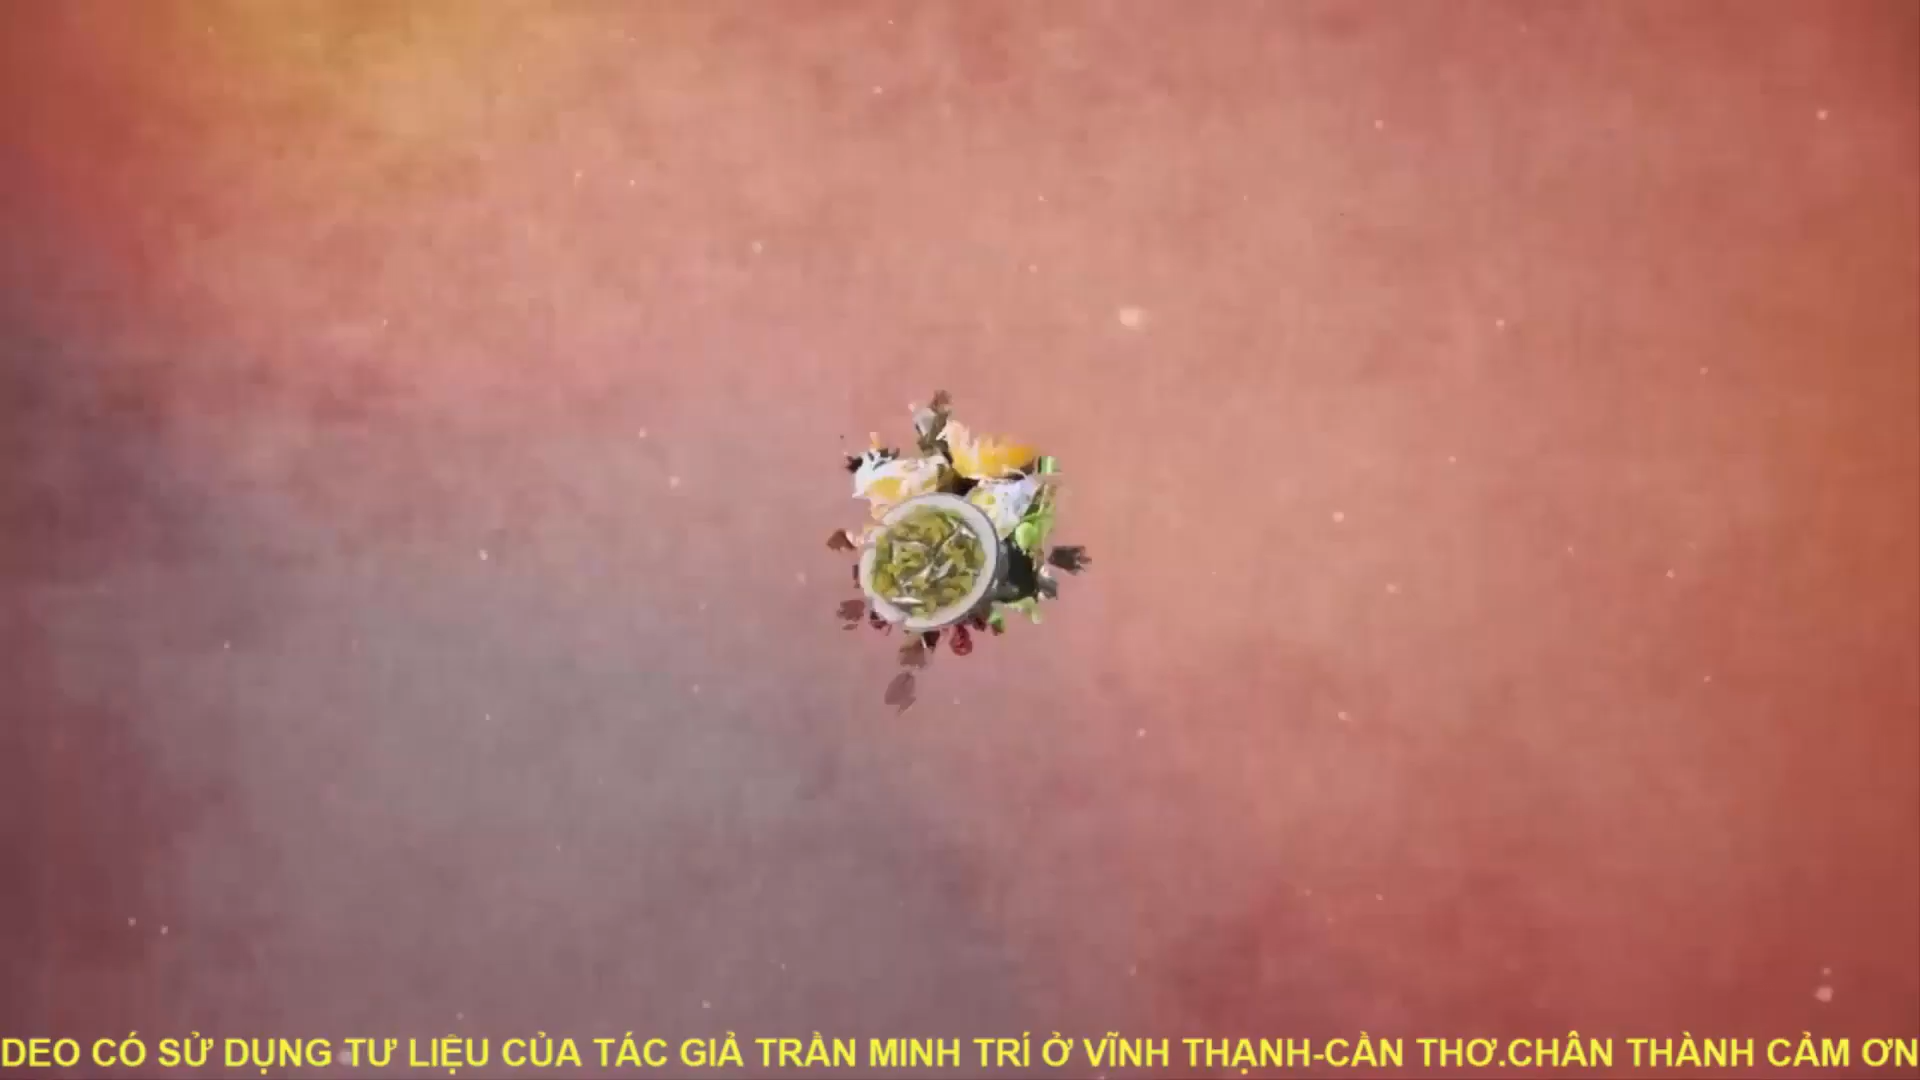 DEO CÓ SỬ DỤNG TƯ LIỆU CỦA TÁC GIẢ TRẦN MINH TRÍ Ở VĨNH THẠNH-CẦN THƠ.CHÂN THÀNH CẢM ƠN